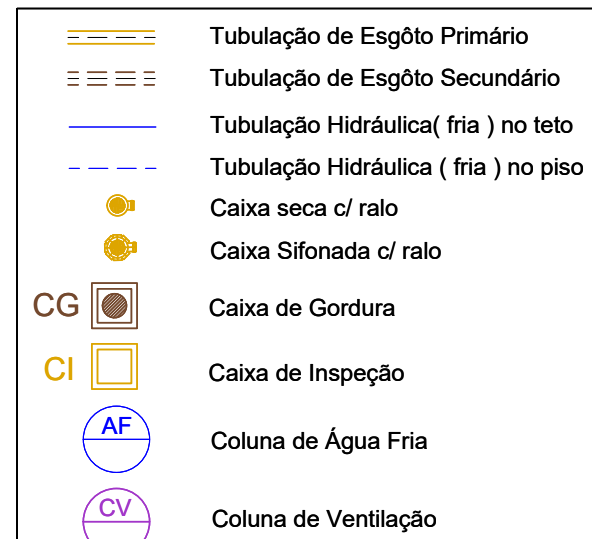 Tubulação de Esgôto Primário
Tubulação de Esgôto Secundário
Tubulação Hidráulica( fria ) no teto
Tubulação Hidráulica ( fria ) no piso
Caixa seca c/ ralo
Caixa Sifonada c/ ralo
CG Caixa de Gordura
CI Caixa de Inspeção
AF Coluna de Água Fria
CV Coluna de Ventilação